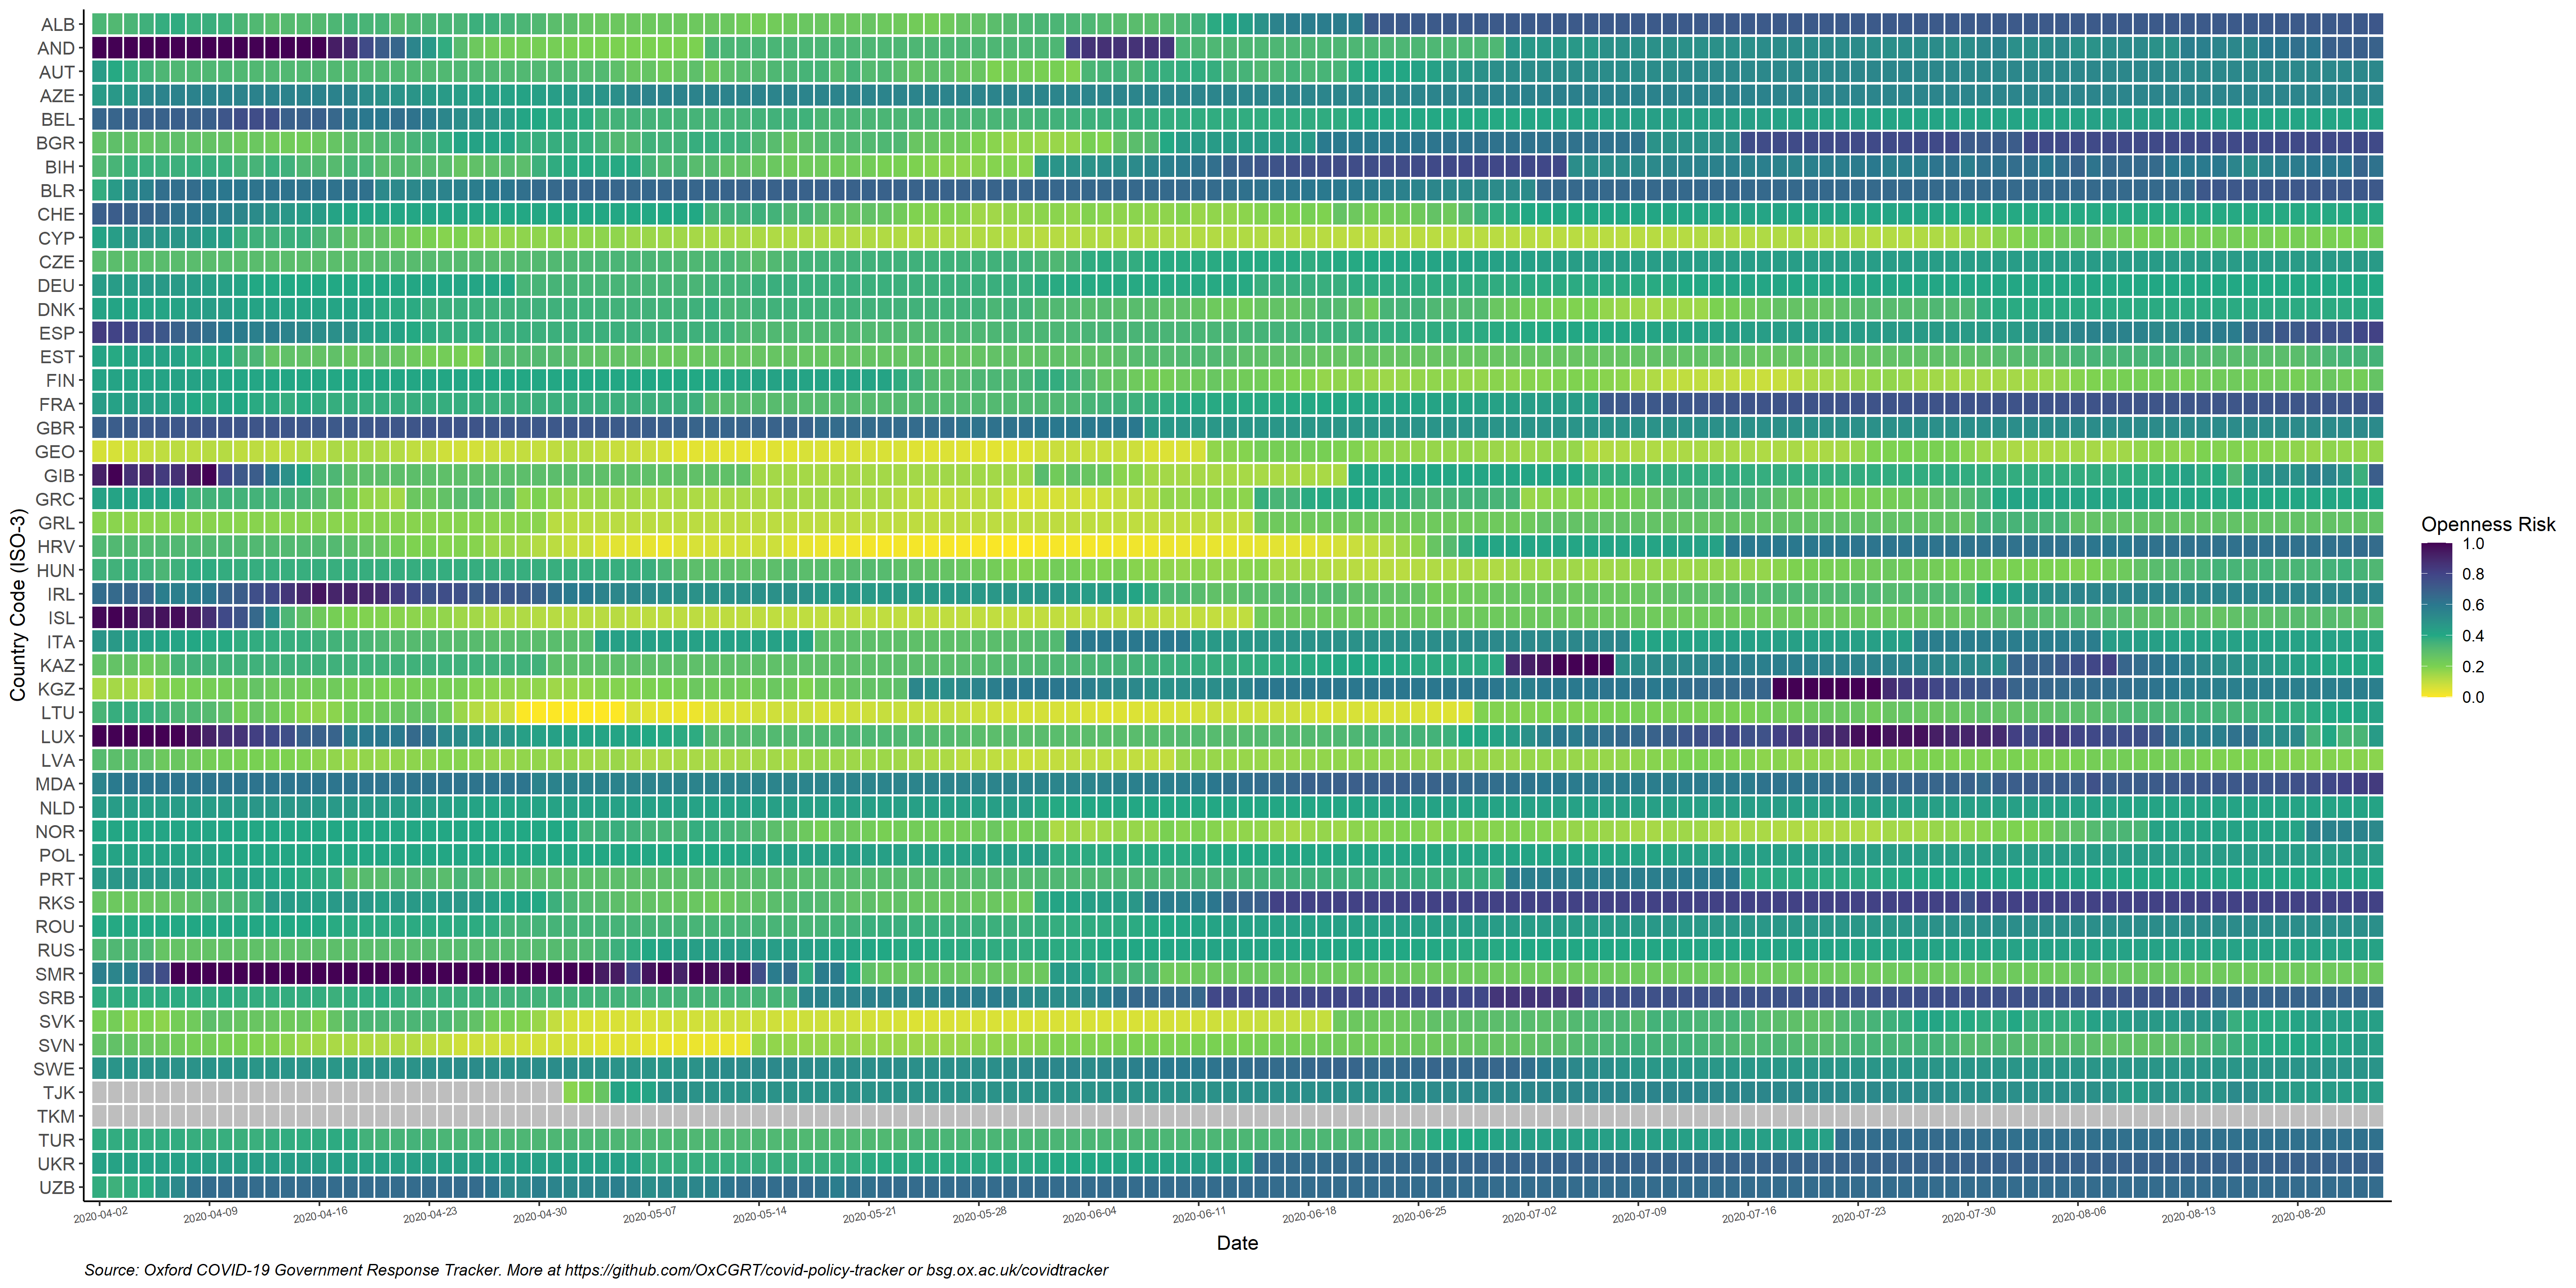 ALB
AND
AUT
AZE
BEL
BGR
BIH
BLR
CHE
CYP
CZE
DEU
DNK
ESP
EST
FIN
FRA
GBR
GEO
GIB
GRC
GRL
HRV
HUN
IRL
ISL
ITA
KAZ
KGZ
LTU
LUX
LVA
MDA
NLD
NOR
POL
PRT
RKS
ROU
RUS
SMR
SRB
SVK
SVN
SWE
TJK
TKM
TUR
UKR
UZB
Country Code (ISO-3)
2020-04-02 2020-04-09 2020-04-16 2020-04-23 2020-04-30 2020-05-07 2020-05-14 2020-05-21 2020-05-28 2020-06-04 2020-06-11 2020-06-18 2020-06-25 2020-07-02 2020-07-09 2020-07-16 2020-07-23 2020-07-30 2020-08-06 2020-08-13 2020-08-20
Date
Openness Risk
1.0
0.8
0.6
0.4
0.2
0.0
Source: Oxford COVID-19 Government Response Tracker. More at https://github.com/OxCGRT/covid-policy-tracker or bsg.ox.ac.uk/covidtracker